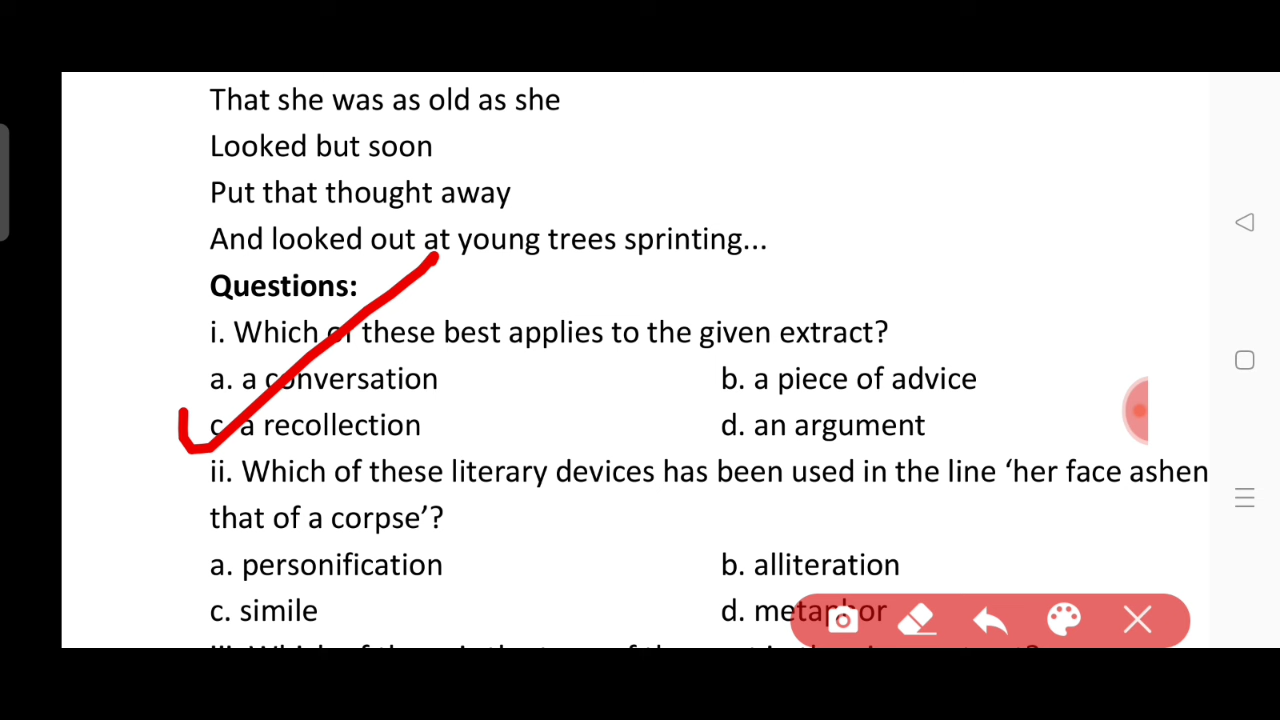 That she was as old as she
Looked but soon
Put that thought away
And looked out at young trees sprinting...
Questions:
i. Which of these best applies to the given extract?
a. a conversation b. a piece of advice
c. a recollection d. an argument
ii. Which of these literary devices has been used in the line ‘her face ashen
that of a corpse’?
a. personification b. alliteration
c. simile d. metaphor